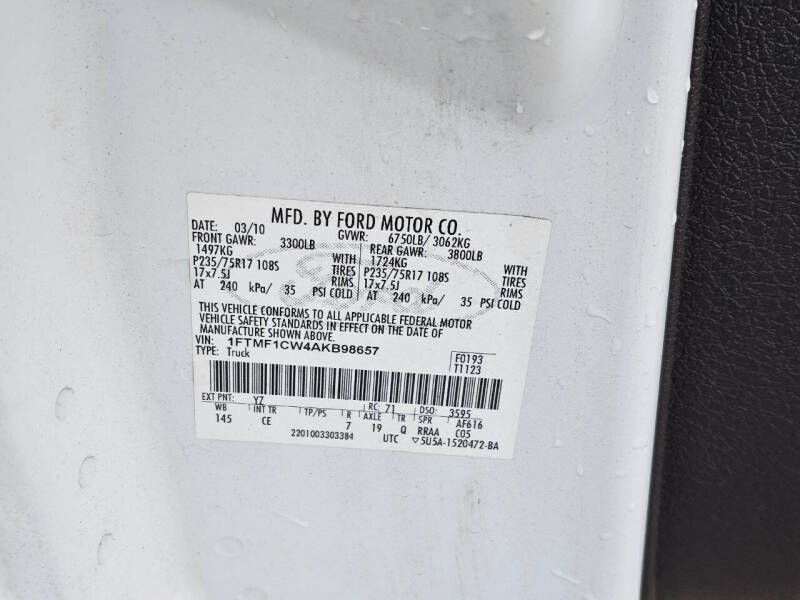 MFD. BY FORD MOTOR CO.
DATE: 03/10 GVWR: 6750LB/ 3062KG
FRONT GAWR: 3300LB REAR GAWR: 3800LB
1497KG WITH 1724KG WITH
P235/75R17 108S TIRES P235/75R17 108S TIRES
17x7.5J RIMS 17x7.5J RIMS
AT 240 kPa/ 35 PSI COLD AT 240 kPa/ 35 PSI COLD
Ford
THIS VEHICLE CONFORMS TO ALL APPLICABLE FEDERAL MOTOR
VEHICLE SAFETY STANDARDS IN EFFECT ON THE DATE OF
MANUFACTURE SHOWN ABOVE.
VIN: 1FTMF1CW4AKB98657 F0193
TYPE: Truck T1123
EXT PNT: YZ RC: 71 DSO: 3595
WB INT TR TP/PS R AXLE TR SPR AF616
145 CE 7 19 Q RRAA C05
2201003303384 UTC ▽5U5A-1520472-BA